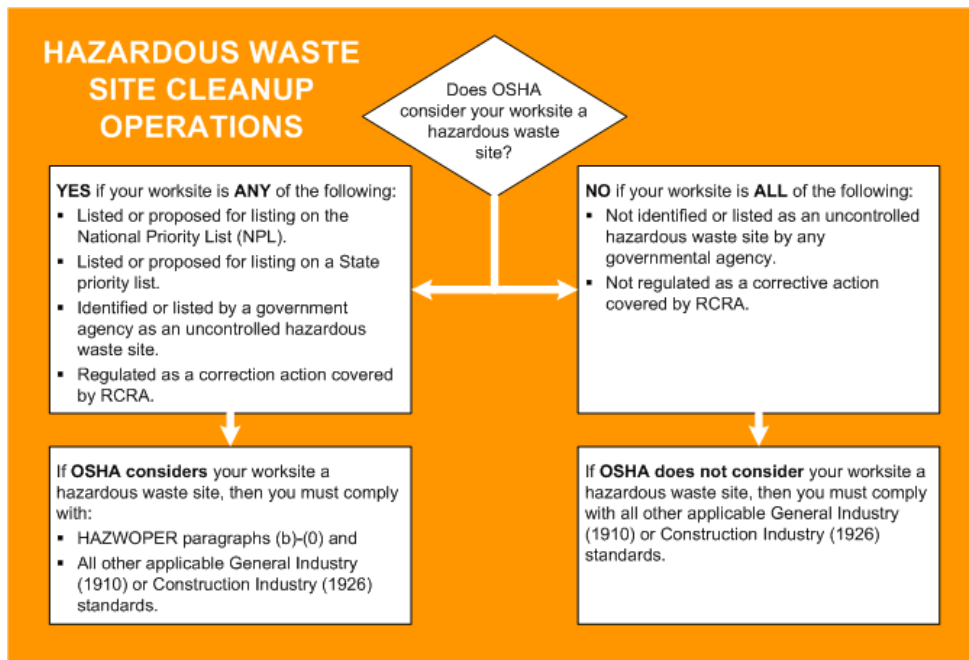 HAZARDOUS WASTE
SITE CLEANUP
OPERATIONS
Does OSHA
consider your worksite a
hazardous waste
site?
YES if your worksite is ANY of the following:
▪ Listed or proposed for listing on the
National Priority List (NPL).
▪ Listed or proposed for listing on a State
priority list.
▪ Identified or listed by a government
agency as an uncontrolled hazardous
waste site.
▪ Regulated as a correction action covered
by RCRA.
NO if your worksite is ALL of the following:
▪ Not identified or listed as an uncontrolled
hazardous waste site by any
governmental agency.
▪ Not regulated as a corrective action
covered by RCRA.
If OSHA considers your worksite a
hazardous waste site, then you must comply
with:
▪ HAZWOPER paragraphs (b)-(0) and
▪ All other applicable General Industry
(1910) or Construction Industry (1926)
standards.
If OSHA does not consider your worksite a
hazardous waste site, then you must comply
with all other applicable General Industry
(1910) or Construction Industry (1926)
standards.